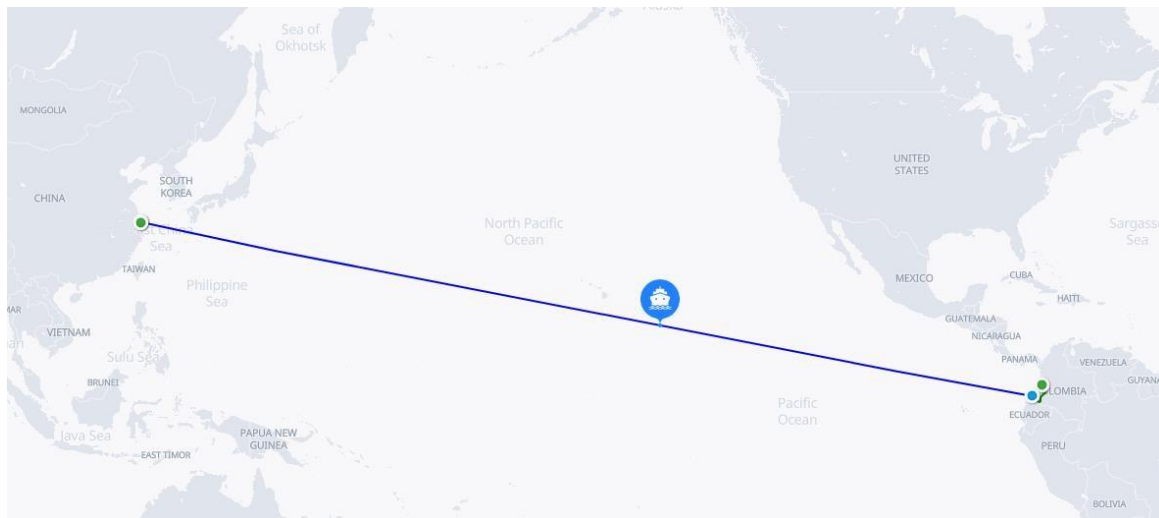 Sea of
Okhotsk
MONGOLIA
UNITED
STATES
SOUTH
KOREA
CHINA
North Pacific
Ocean
Sargass
Sea
Sea
TAIWAN
MEXICO
CUBA
Philippine
Sea
HAITI
GUATEMALA
VIETNAM
NICARAGUA
Sulu Sea
PANAMA
VENEZUELA
BRUNEI
GUYANA
LOMBIA
Pacific
Ocean
ECUADOR
Java Sea
PAPUA NEW
GUINEA
EAST TIMOR
PERU
BOLIVIA